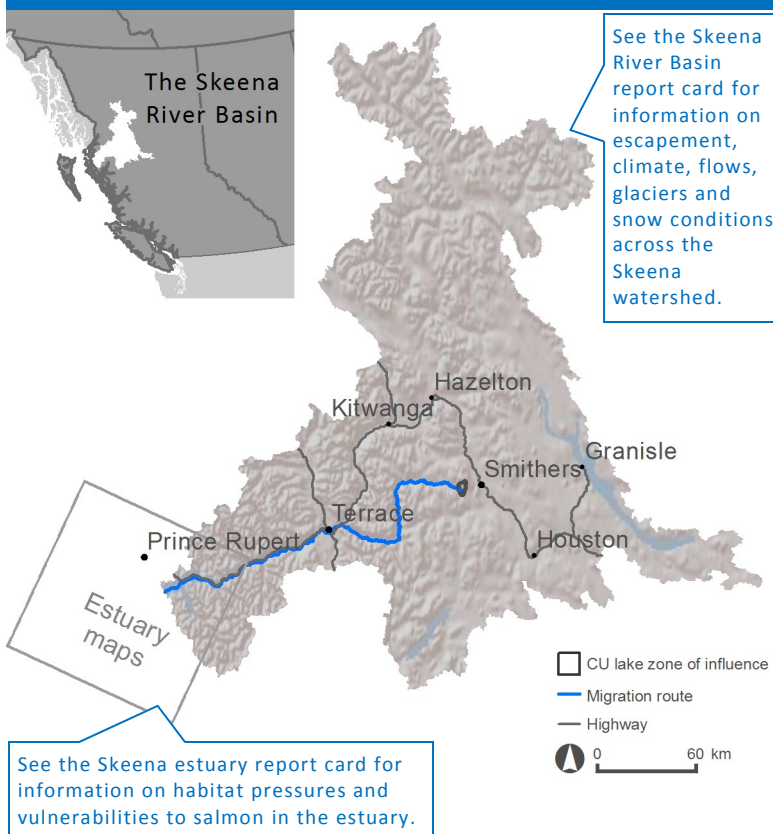 The Skeena
River Basin
See the Skeena
River Basin
report card for
information on
escapement,
climate, flows,
glaciers and
snow conditions
across the
Skeena
watershed.
Hazelton
Kitwanga
Granisle
Smithers
Terrace
Prince Rupert
Houston
Estuary
maps
CU lake zone of influence
Migration route
Highway
0 60 km
See the Skeena estuary report card for
information on habitat pressures and
vulnerabilities to salmon in the estuary.